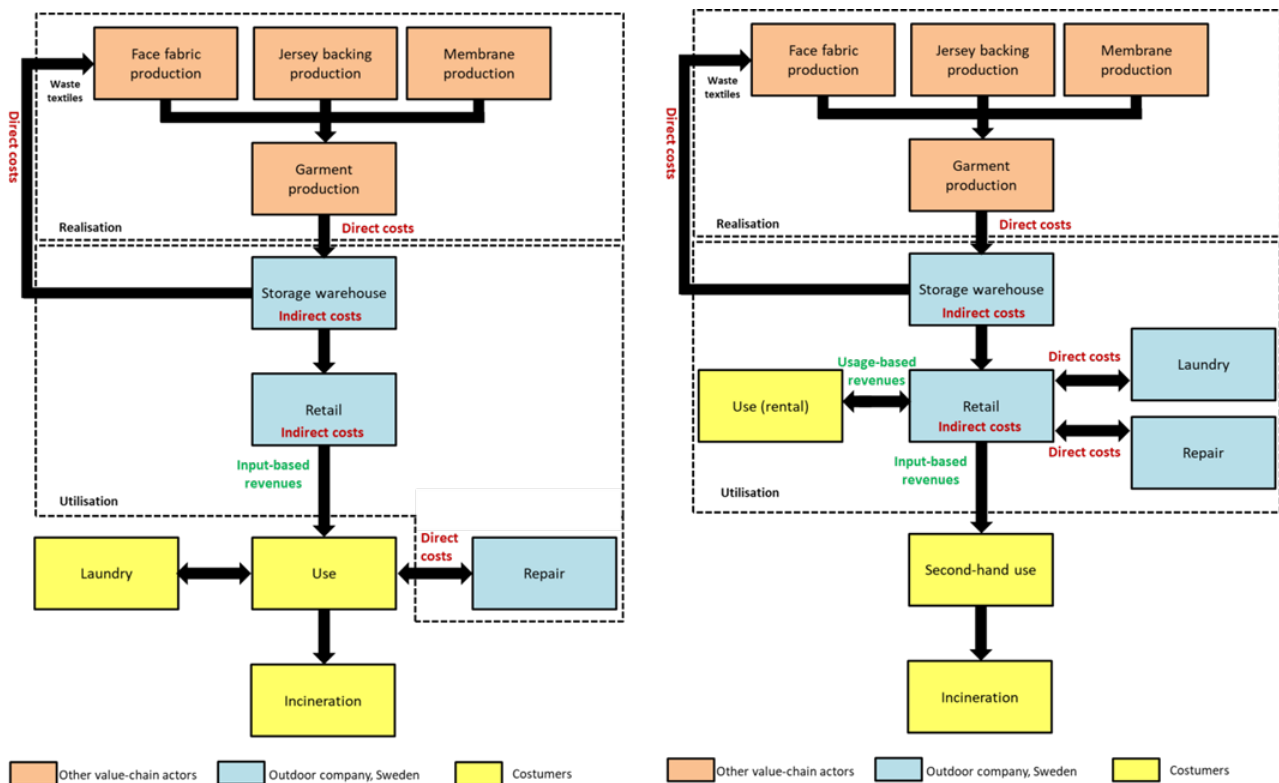 Face fabric
production
Jersey backing
production
Membrane
production
Waste
textiles
Direct costs
Garment
production
Realisation
Direct costs
Storage warehouse
Indirect costs
Retail
Indirect costs
Input-based
revenues
Utilisation
Laundry
Use
Direct
costs
Repair
Incineration
Other value-chain actors
Outdoor company, Sweden
Costumers
Face fabric
production
Jersey backing
production
Membrane
production
Waste
textiles
Direct costs
Garment
production
Realisation
Direct costs
Storage warehouse
Indirect costs
Usage-based
revenues
Use (rental)
Retail
Indirect costs
Direct costs
Laundry
Direct costs
Repair
Input-based
revenues
Utilisation
Second-hand use
Incineration
Other value-chain actors
Outdoor company, Sweden
Costumers